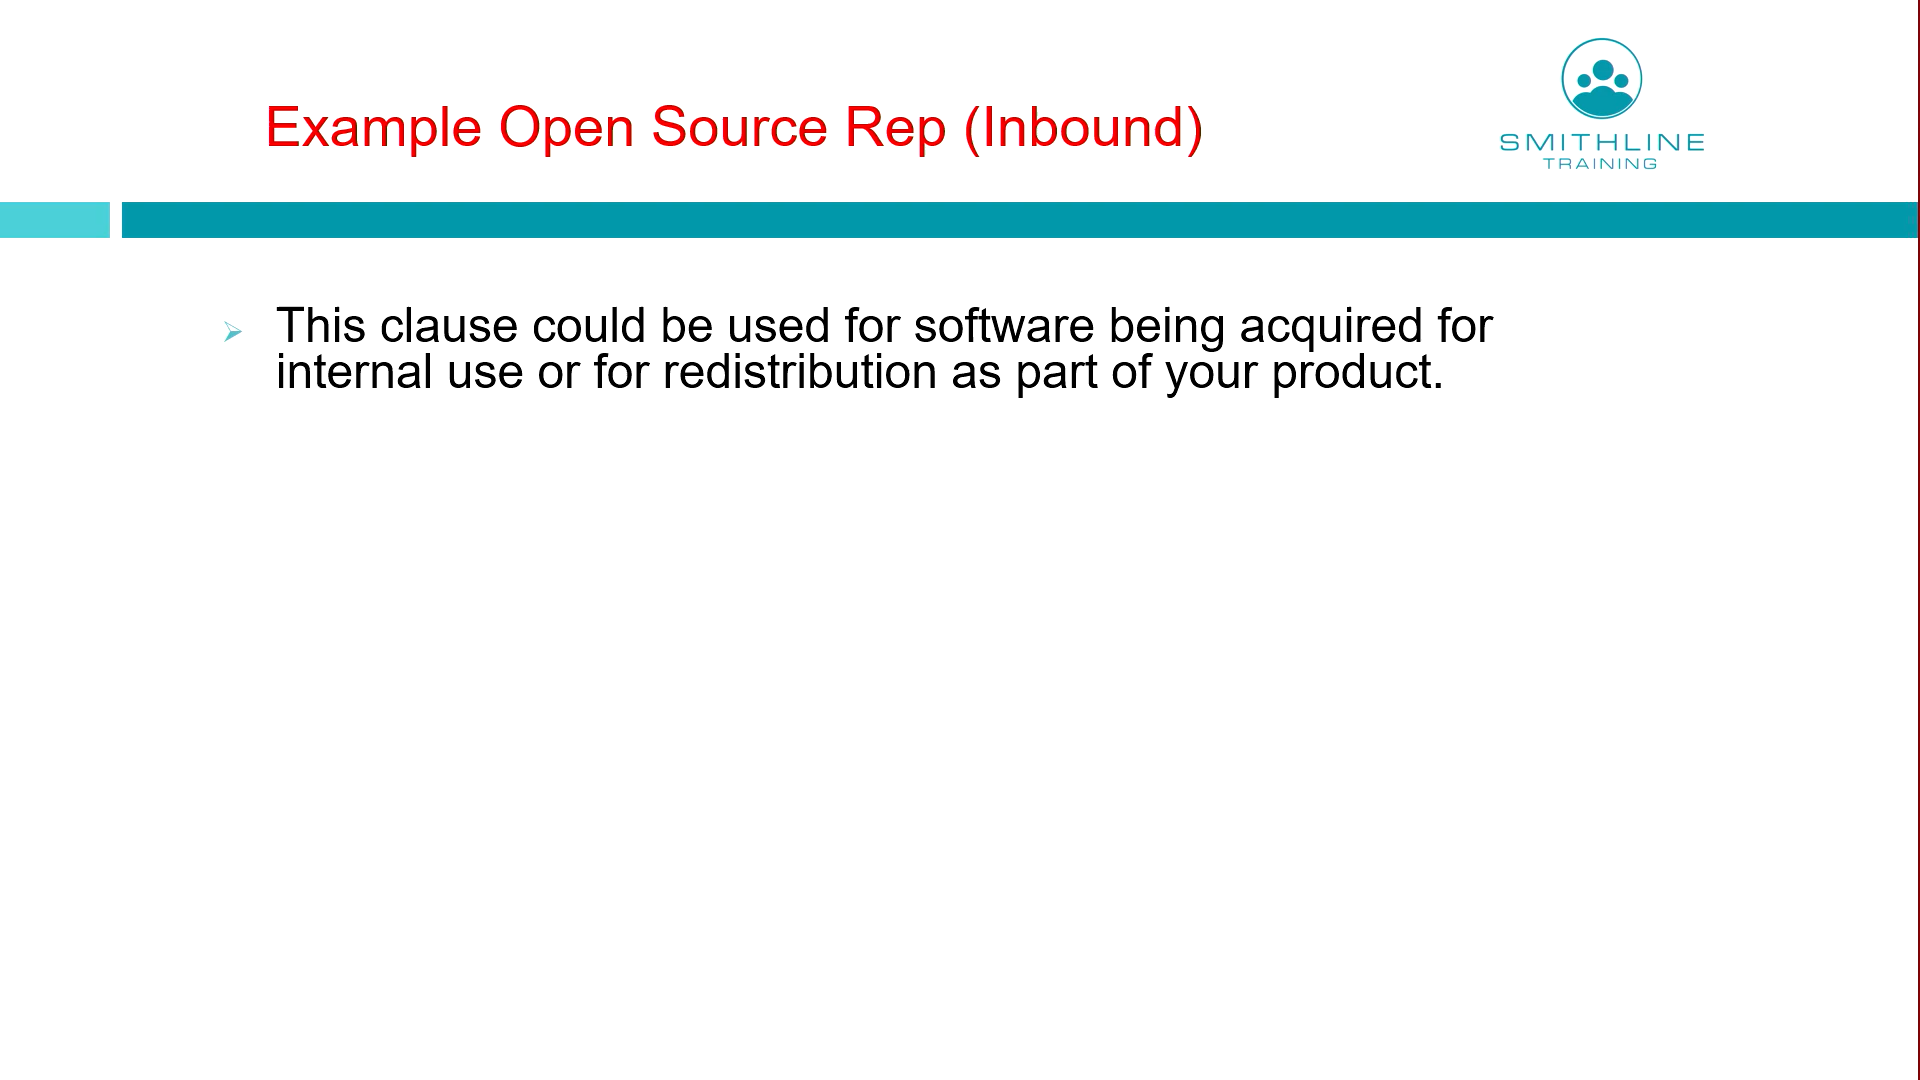 Example Open Source Rep (Inbound)
SMITHLINE
TRAINING
This clause could be used for software being acquired for
internal use or for redistribution as part of your product.